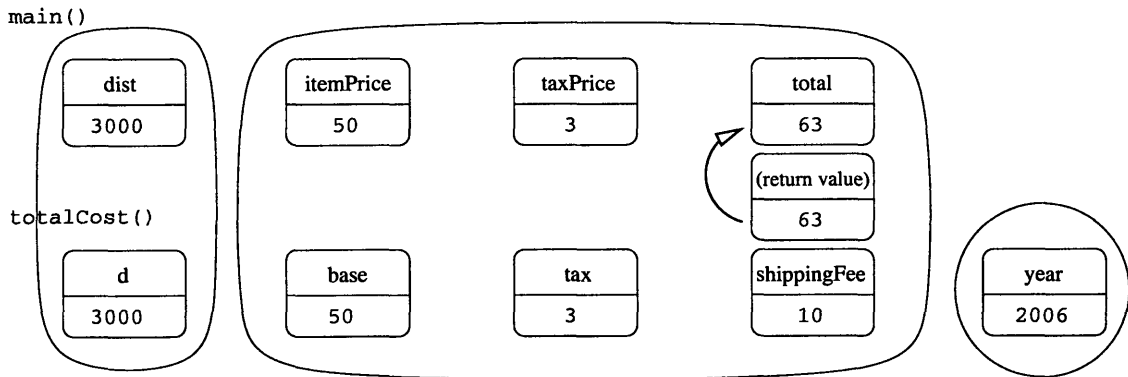 main()
dist itemPrice taxPrice total
3000 50 3 63
(return value)
63
totalCost()
d base tax shippingFee year
3000 50 3 10 2006